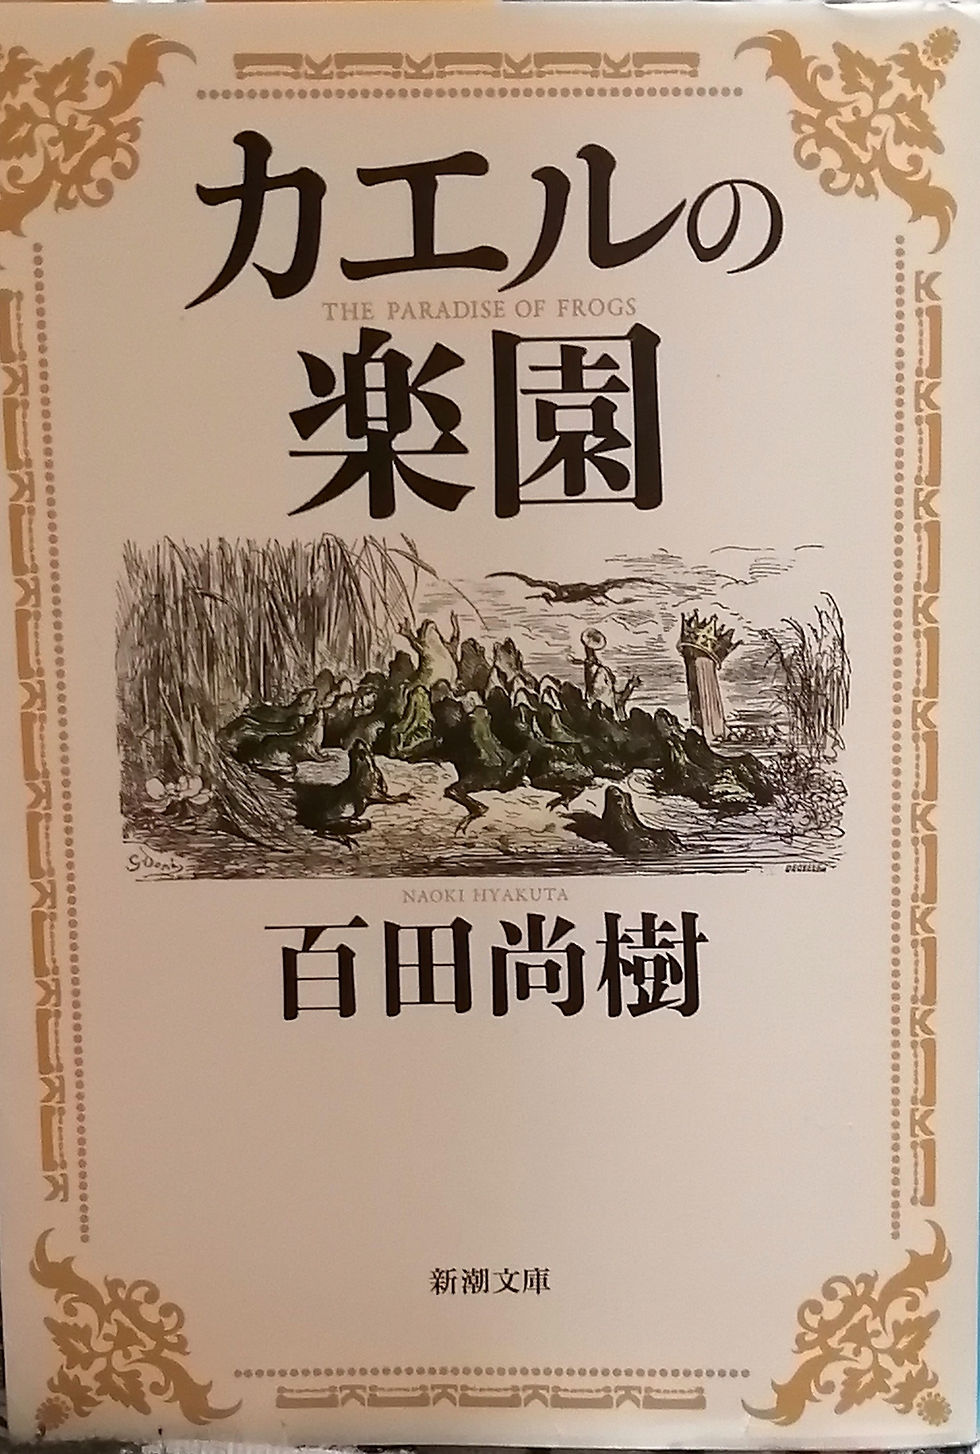 カエルの
THE PARADISE OF FROGS
楽園
NAOKI HYAKUTA
百田尚樹
新潮文庫